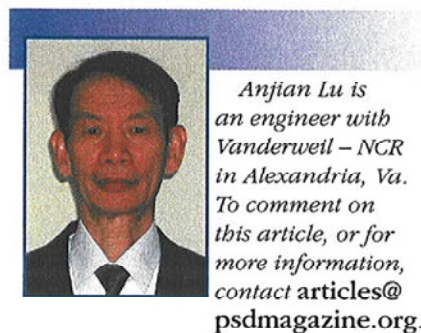 Anjian Lu is
an engineer with
Vanderweil – NCR
in Alexandria, Va.
To comment on
this article, or for
more information,
contact articles@
psdmagazine.org.